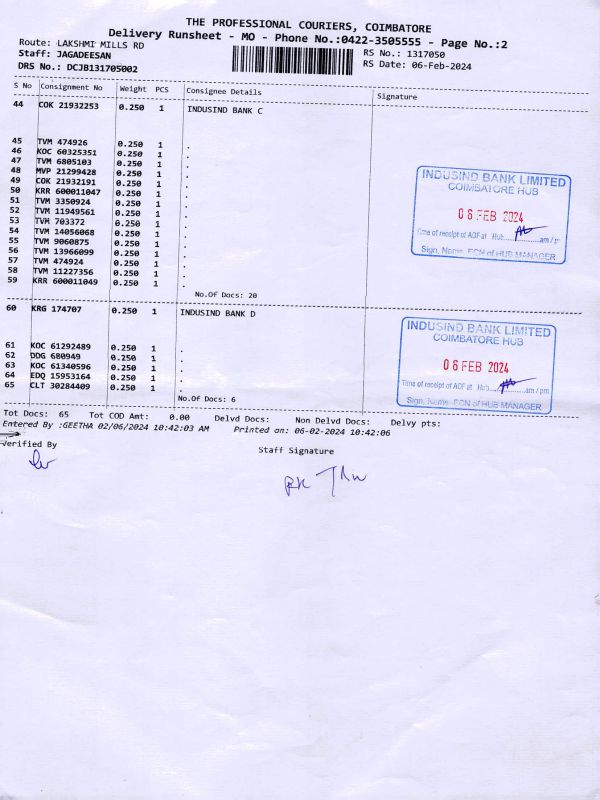 THE PROFESSIONAL COURIERS, COIMBATORE
Delivery Runsheet - MO - Phone No.:0422-3505555 - Page No.:2
Route: LAKSHMI MILLS RD
RS No.: 1317050
Staff: JAGADEESAN
RS Date: 06-Feb-2024
DRS No.: DCJB131705002
S No Consignment No Weight PCS Consignee Details Signature
44 COK 21932253 0.250 1 INDUSIND BANK C
45 TVM 474926 0.250 1 .
46 KOC 60325351 0.250 1 .
47 TVM 6805103 0.250 1 .
48 MVP 21299428 0.250 1 .
49 COK 21932191 0.250 1 .
50 KRR 600011047 0.250 1 .
51 TVM 3350924 0.250 1 .
52 TVM 11949561 0.250 1 .
53 TVM 703372 0.250 1 .
54 TVM 14056068 0.250 1 .
55 TVM 9060875 0.250 1 .
56 TVM 13966099 0.250 1 .
57 TVM 474924 0.250 1 .
58 TVM 11227356 0.250 1 .
59 KRR 600011049 0.250 1 .
No.Of Docs: 20
INDUSIND BANK LIMITED
COIMBATORE HUB
06 FEB 2024
Time of receipt of AOF at Hub..............am / p
Sign, Name, ECN of HUB MANAGER
60 KRG 174707 0.250 1 INDUSIND BANK D
61 KOC 61292489 0.250 1 .
62 DDG 680949 0.250 1 .
63 KOC 61340596 0.250 1 .
64 EDQ 15953164 0.250 1 .
65 CLT 30284409 0.250 1 .
No.Of Docs: 6
INDUSIND BANK LIMITED
COIMBATORE HUB
06 FEB 2024
Time of receipt of AOF at Hub..............am / pm
Sign, Name, ECN of HUB MANAGER
Tot Docs: 65 Tot COD Amt: 0.00 Delvd Docs: Non Delvd Docs: Delvy pts:
Entered By :GEETHA 02/06/2024 10:42:03 AM Printed on: 06-02-2024 10:42:06
Verified By
Staff Signature